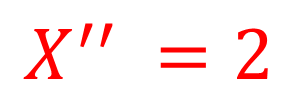 X′′ = 2